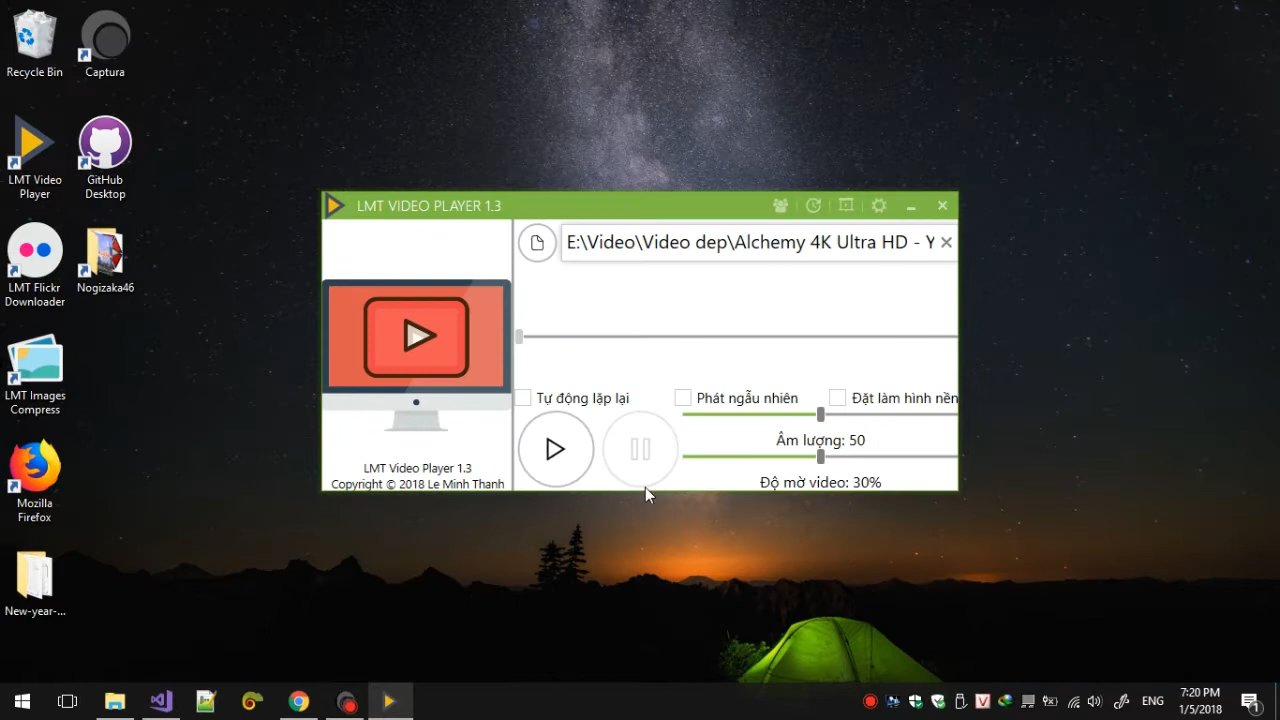 Recycle Bin
Captura
LMT Video
Player
GitHub
Desktop
LMT Flickr
Downloader
Nogizaka46
LMT Images
Compress
Mozilla
Firefox
New-year-...
LMT VIDEO PLAYER 1.3
E:\Video\Video dep\Alchemy 4K Ultra HD - Y
Tự động lặp lại
Phát ngẫu nhiên
Đặt làm hình nền
Âm lượng: 50
Độ mờ video: 30%
LMT Video Player 1.3
Copyright © 2018 Le Minh Thanh
ENG
7:20 PM
1/5/2018
1